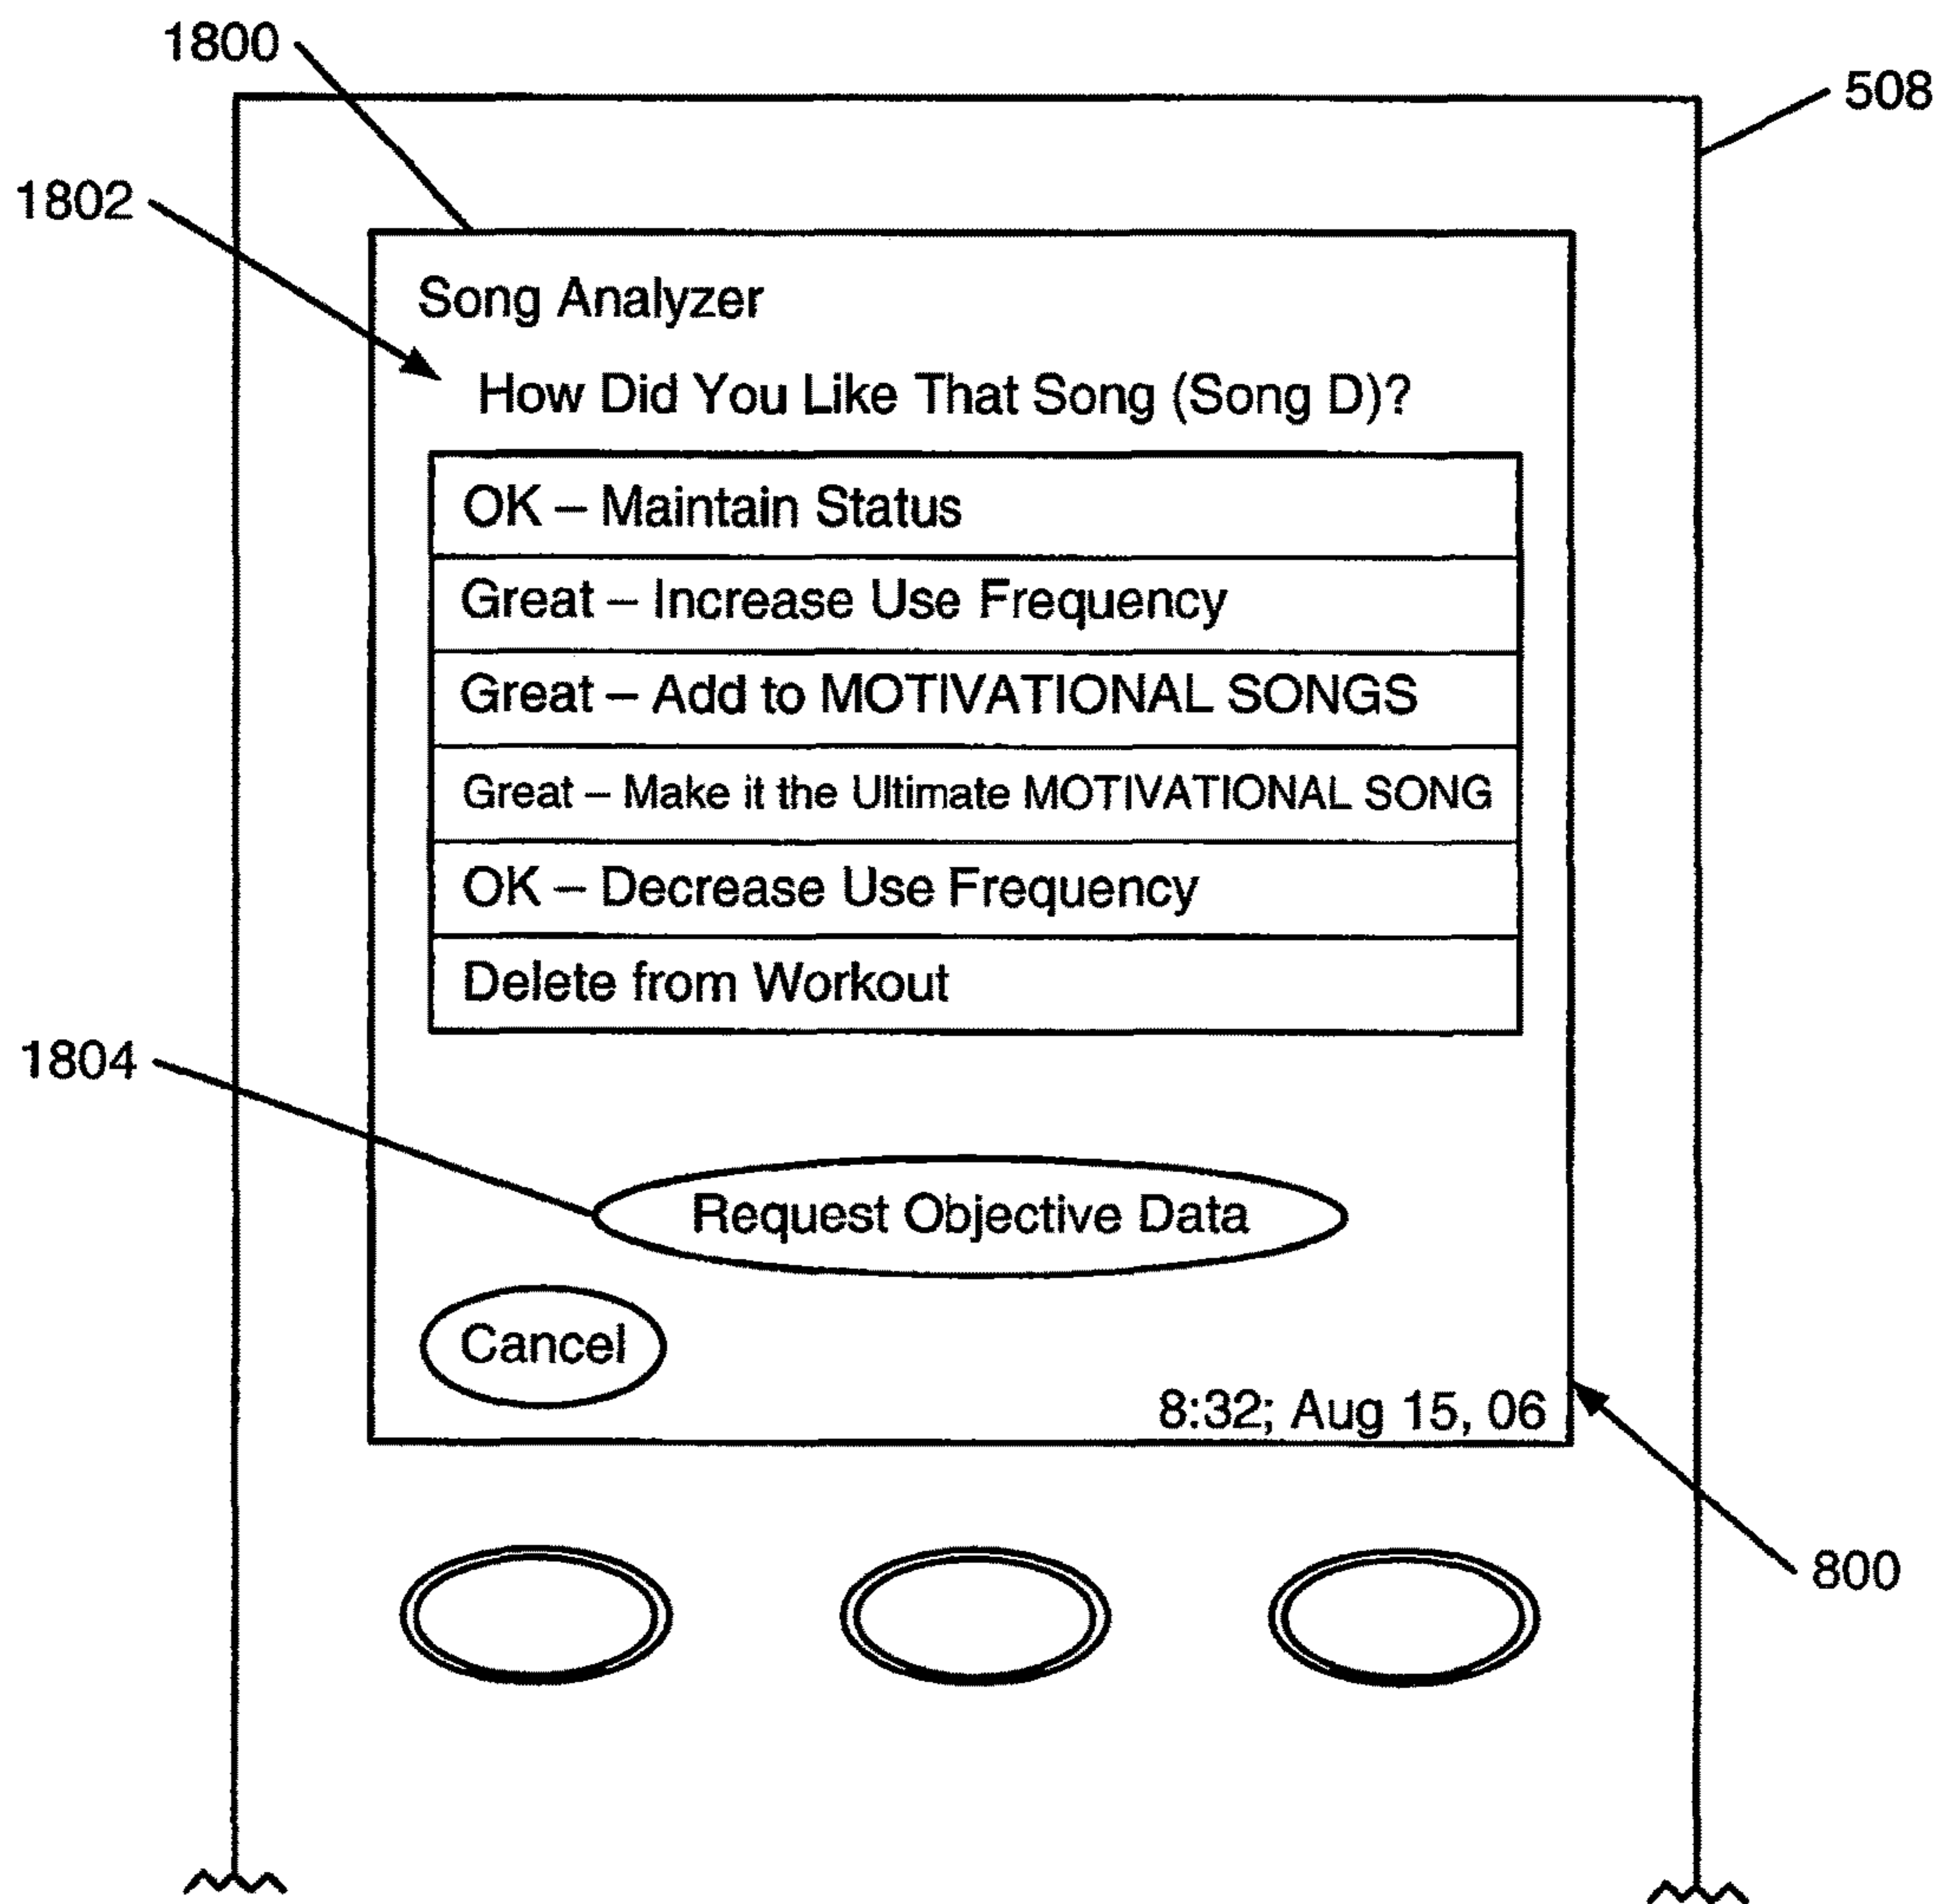 1800
508
1802
Song Analyzer
How Did You Like That Song (Song D)?
OK – Maintain Status
Great – Increase Use Frequency
Great – Add to MOTIVATIONAL SONGS
Great – Make it the Ultimate MOTIVATIONAL SONG
OK – Decrease Use Frequency
Delete from Workout
1804
Request Objective Data
Cancel
8:32; Aug 15, 06
800